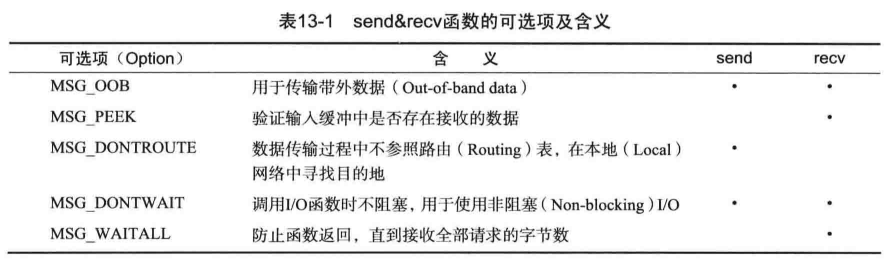 表13-1 send&recv函数的可选项及含义
可选项（Option） 含 义 send recv
MSG_OOB 用于传输带外数据（Out-of-band data） • •
MSG_PEEK 验证输入缓冲中是否存在接收的数据 •
MSG_DONTROUTE 数据传输过程中不参照路由（Routing）表，在本地（Local） •
网络中寻找目的地
MSG_DONTWAIT 调用I/O函数时不阻塞，用于使用非阻塞（Non-blocking）I/O • •
MSG_WAITALL 防止函数返回，直到接收全部请求的字节数 •